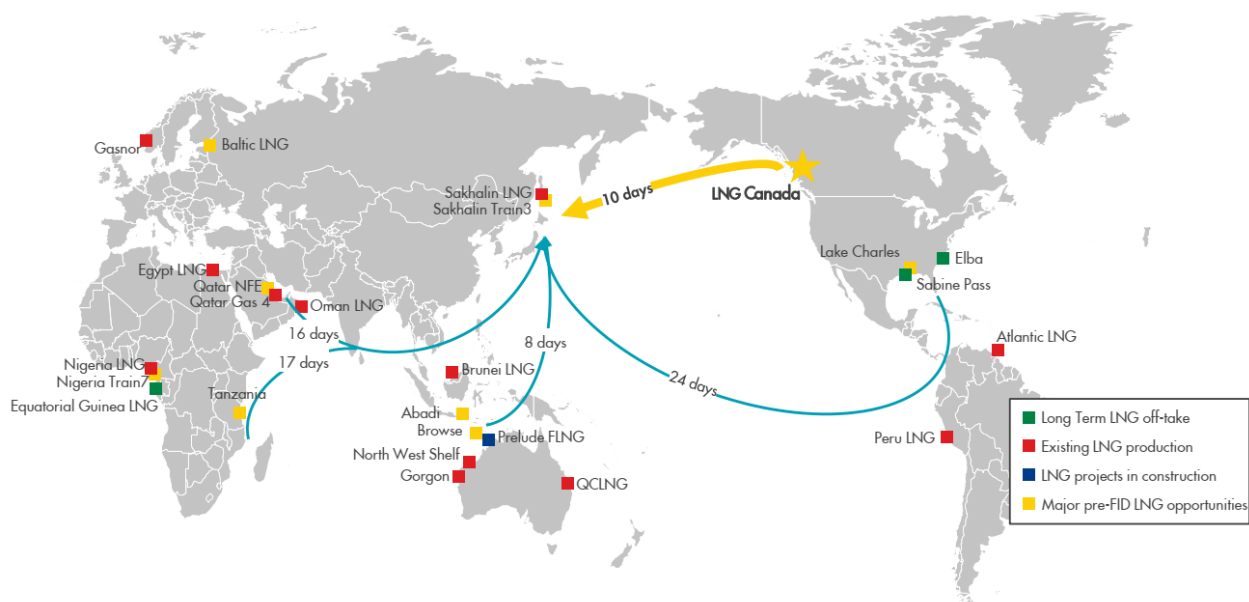 Gasnor
Baltic LNG
Sakhalin LNG
Sakhalin Train3
10 days
LNG Canada
Lake Charles
Elba
Sabine Pass
Egypt LNG
Qatar NFE
Qatar Gas 4
Oman LNG
16 days
17 days
8 days
24 days
Atlantic LNG
Nigeria LNG
Nigeria Train7
Equatorial Guinea LNG
Tanzania
Brunei LNG
Abadi
Browse
Prelude FLNG
North West Shelf
Gorgon
QCLNG
Peru LNG
Long Term LNG off-take
Existing LNG production
LNG projects in construction
Major pre-FID LNG opportunities